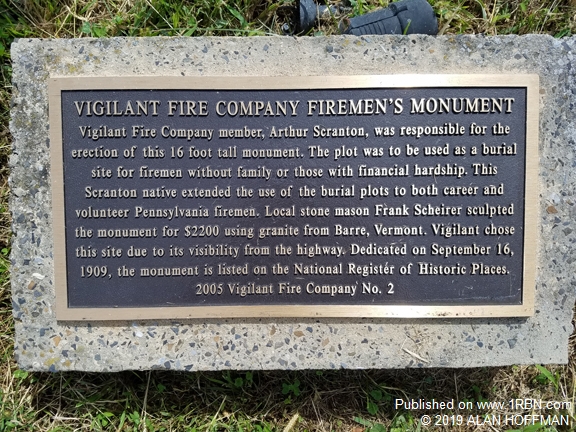 VIGILANT FIRE COMPANY FIREMEN'S MONUMENT
Vigilant Fire Company member, Arthur Scranton, was responsible for the
erection of this 16 foot tall monument. The plot was to be used as a burial
site for firemen without family or those with financial hardship. This
Scranton native extended the use of the burial plots to both career and
volunteer Pennsylvania firemen. Local stone mason Frank Scheirer sculpted
the monument for $2200 using granite from Barre, Vermont. Vigilant chose
this site due to its visibility from the highway. Dedicated on September 16,
1909, the monument is listed on the National Register of Historic Places.
2005 Vigilant Fire Company No. 2
Published on www.1RBN.com
© 2019 ALAN HOFFMAN